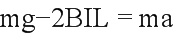 mg−2BIL = ma